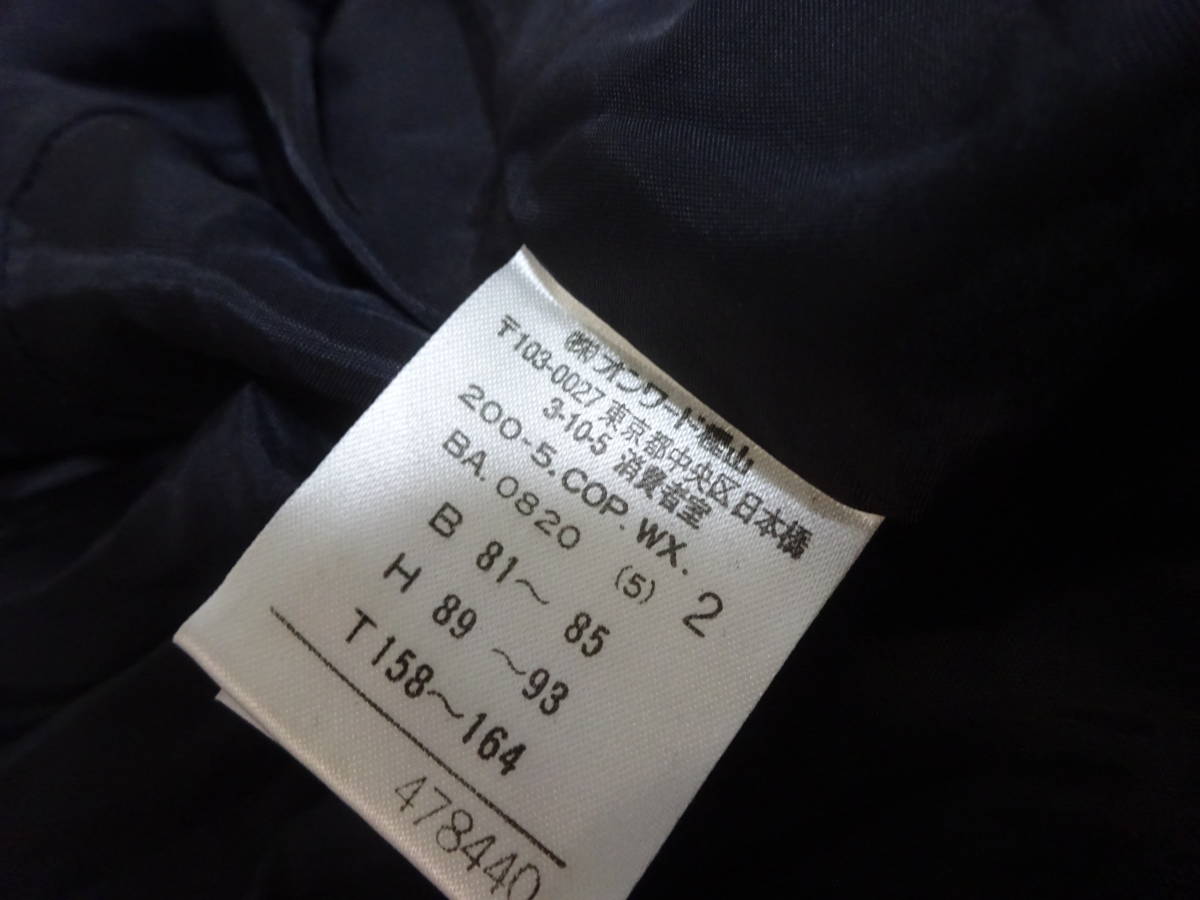 ㈱オンワード樫山
〒103-0027 東京都中央区日本橋
3-10-5 消費者室
200-5.COP.WX. 2
BA.0820 (5)
B 81～ 85
H 89 ～93
T 158～164
478440